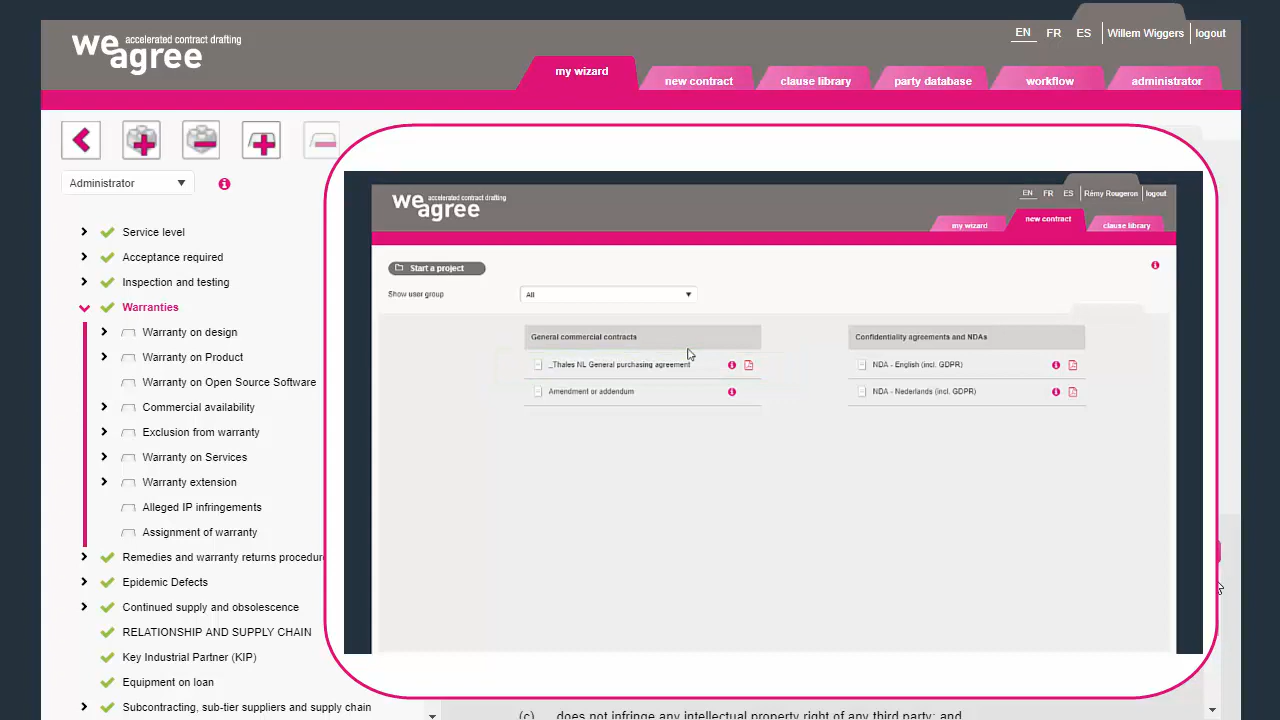 EN FR ES Willem Wiggers logout
we agree accelerated contract drafting
my wizard new contract clause library party database workflow administrator
Administrator
Service level
Acceptance required
Inspection and testing
Warranties
Warranty on design
Warranty on Product
Warranty on Open Source Software
Commercial availability
Exclusion from warranty
Warranty on Services
Warranty extension
Alleged IP infringements
Assignment of warranty
Remedies and warranty returns procedure
Epidemic Defects
Continued supply and obsolescence
RELATIONSHIP AND SUPPLY CHAIN
Key Industrial Partner (KIP)
Equipment on loan
Subcontracting, sub-tier suppliers and supply chain
EN FR ES Rémy Rougeron logout
we agree accelerated contract drafting
my wizard new contract clause library
Start a project
Show user group All
General commercial contracts
_Thales NL General purchasing agreement
Amendment or addendum
Confidentiality agreements and NDAs
NDA - English (incl. GDPR)
NDA - Nederlands (incl. GDPR)
(c) does not infringe any intellectual property right of any third party; and